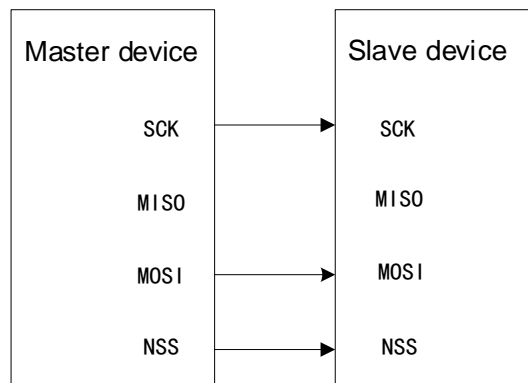 Master device
SCK
MISO
MOSI
NSS
Slave device
SCK
MISO
MOSI
NSS